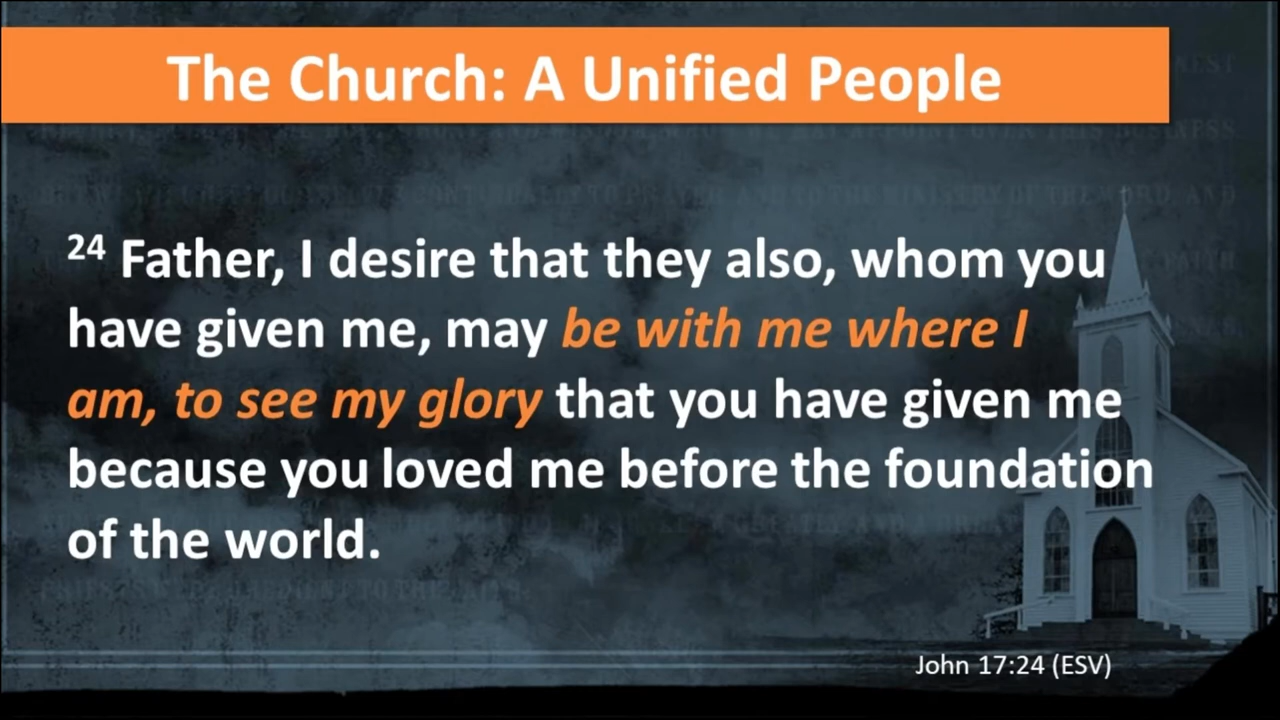 The Church: A Unified People
24 Father, I desire that they also, whom you
have given me, may be with me where I
am, to see my glory that you have given me
because you loved me before the foundation
of the world.
John 17:24 (ESV)